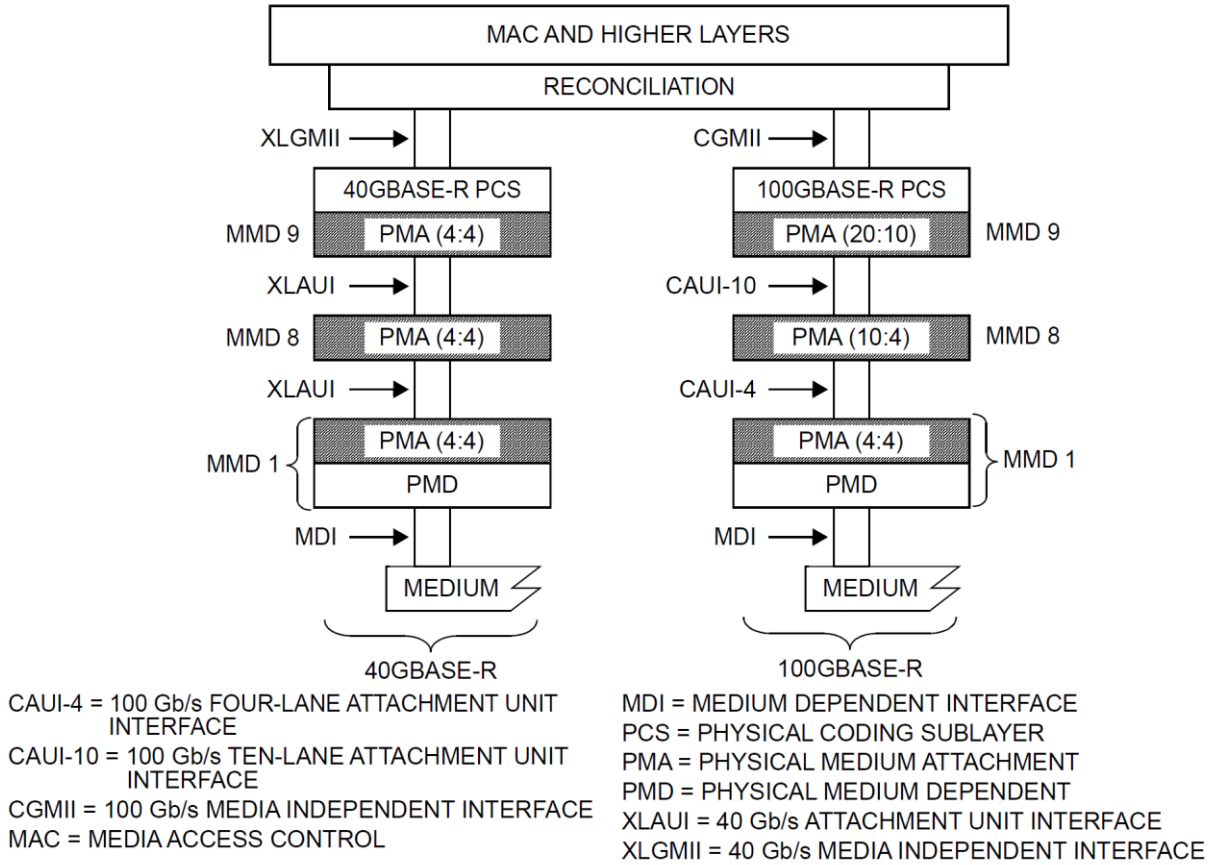 MAC AND HIGHER LAYERS
RECONCILIATION
XLGMII
CGMII
40GBASE-R PCS
100GBASE-R PCS
MMD 9
PMA (4:4)
PMA (20:10)
MMD 9
XLAUI
CAUI-10
MMD 8
PMA (4:4)
PMA (10:4)
MMD 8
XLAUI
CAUI-4
PMA (4:4)
PMA (4:4)
MMD 1
MMD 1
PMD
PMD
MDI
MDI
MEDIUM
MEDIUM
40GBASE-R
100GBASE-R
CAUI-4 = 100 Gb/s FOUR-LANE ATTACHMENT UNIT
INTERFACE
CAUI-10 = 100 Gb/s TEN-LANE ATTACHMENT UNIT
INTERFACE
CGMII = 100 Gb/s MEDIA INDEPENDENT INTERFACE
MAC = MEDIA ACCESS CONTROL
MDI = MEDIUM DEPENDENT INTERFACE
PCS = PHYSICAL CODING SUBLAYER
PMA = PHYSICAL MEDIUM ATTACHMENT
PMD = PHYSICAL MEDIUM DEPENDENT
XLAUI = 40 Gb/s ATTACHMENT UNIT INTERFACE
XLGMII = 40 Gb/s MEDIA INDEPENDENT INTERFACE